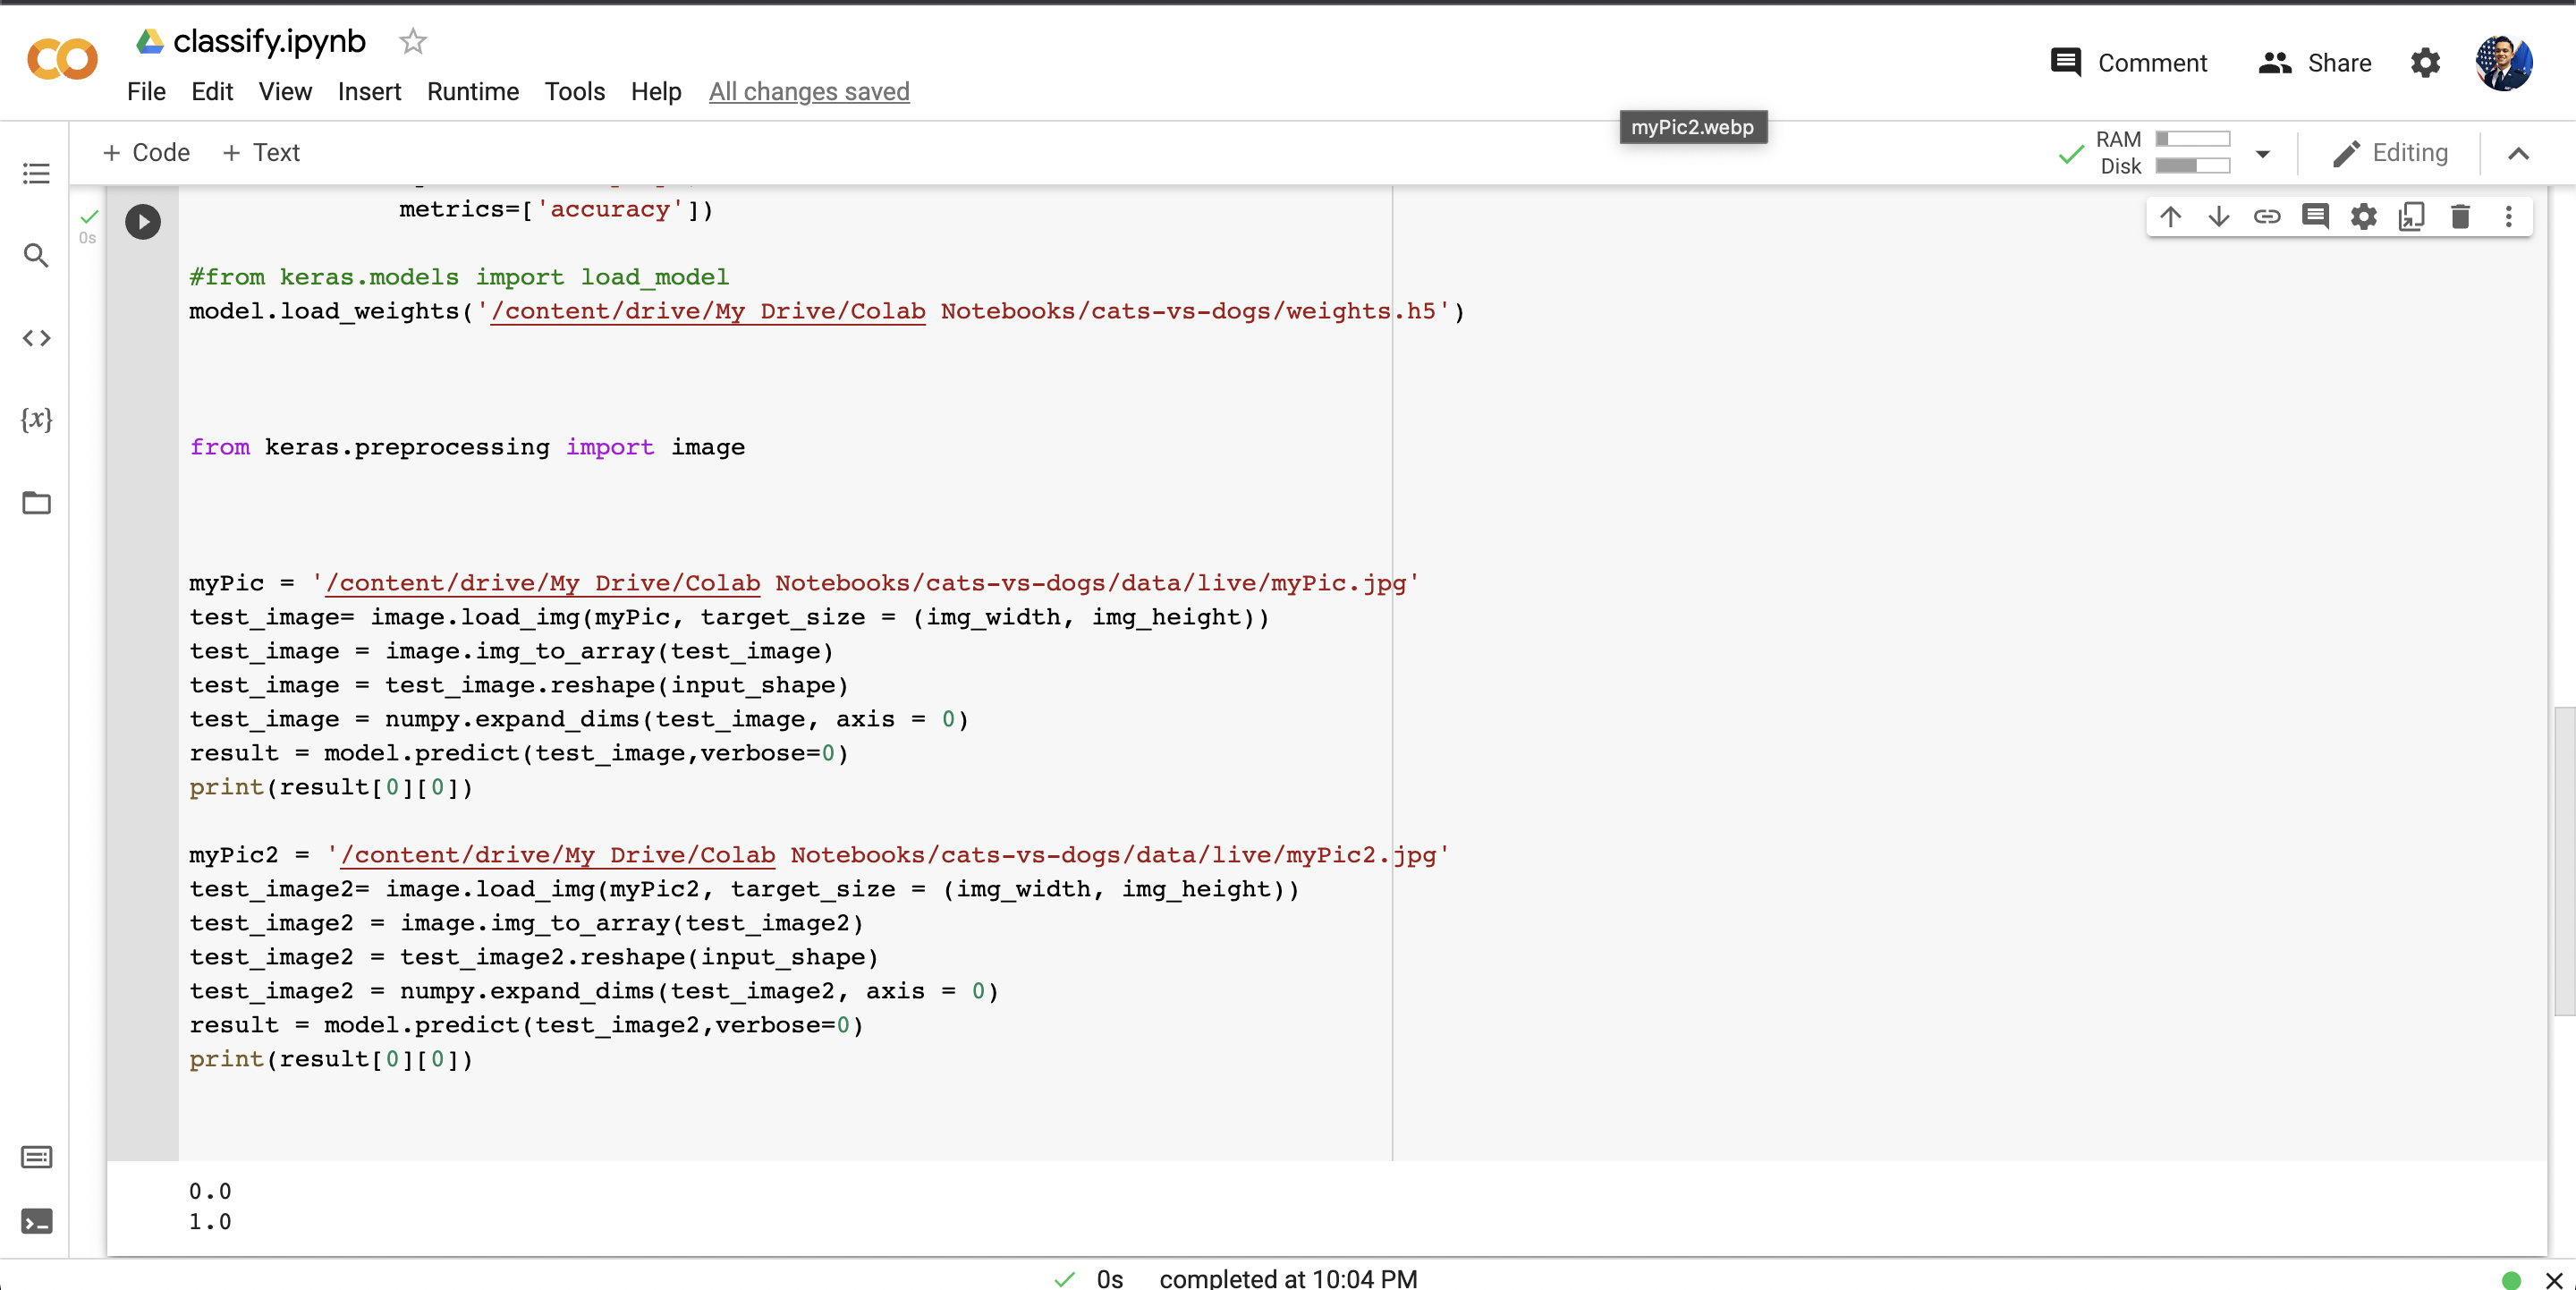 classify.ipynb
Comment Share
File Edit View Insert Runtime Tools Help All changes saved
myPic2.webp
+ Code + Text
RAM
Disk
Editing
0s
metrics=['accuracy'])
#from keras.models import load_model
model.load_weights('/content/drive/My Drive/Colab Notebooks/cats-vs-dogs/weights.h5')
{x}
from keras.preprocessing import image
myPic = '/content/drive/My Drive/Colab Notebooks/cats-vs-dogs/data/live/myPic.jpg'
test_image= image.load_img(myPic, target_size = (img_width, img_height))
test_image = image.img_to_array(test_image)
test_image = test_image.reshape(input_shape)
test_image = numpy.expand_dims(test_image, axis = 0)
result = model.predict(test_image,verbose=0)
print(result[0][0])
myPic2 = '/content/drive/My Drive/Colab Notebooks/cats-vs-dogs/data/live/myPic2.jpg'
test_image2= image.load_img(myPic2, target_size = (img_width, img_height))
test_image2 = image.img_to_array(test_image2)
test_image2 = test_image2.reshape(input_shape)
test_image2 = numpy.expand_dims(test_image2, axis = 0)
result = model.predict(test_image2,verbose=0)
print(result[0][0])
0.0
1.0
0s completed at 10:04 PM